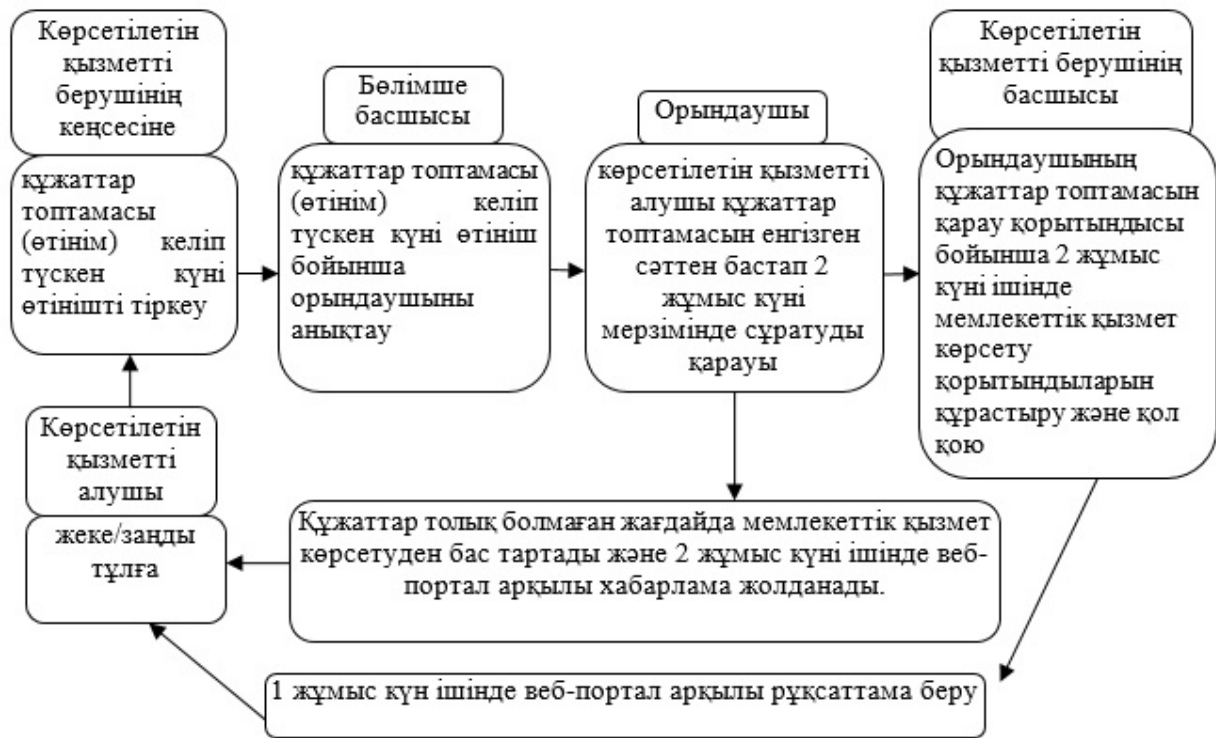 Көрсетілетін
қызметті
берушінің
кеңсесіне
құжаттар
топтамасы
(өтінім) келіп
түскен күні
өтінішті тіркеу
Бөлімше
басшысы
құжаттар топтамасы
(өтінім) келіп
түскен күні өтініш
бойынша
орындаушыны
анықтау
Орындаушы
көрсетілетін қызметті
алушы құжаттар
топтамасын енгізген
сәттен бастап 2
жұмыс күні
мерзімінде сұратуды
қарауы
Көрсетілетін
қызметті берушінің
басшысы
Орындаушының
құжаттар топтамасын
қарау қорытындысы
бойынша 2 жұмыс
күні ішінде
мемлекеттік қызмет
көрсету
қорытындыларын
құрастыру және қол
қою
Көрсетілетін
қызметті
алушы
жеке/заңды
тұлға
Құжаттар толық болмаған жағдайда мемлекеттік қызмет
көрсетуден бас тартады және 2 жұмыс күні ішінде веб-
портал арқылы хабарлама жолданады.
1 жұмыс күн ішінде веб-портал арқылы рұқсаттама беру